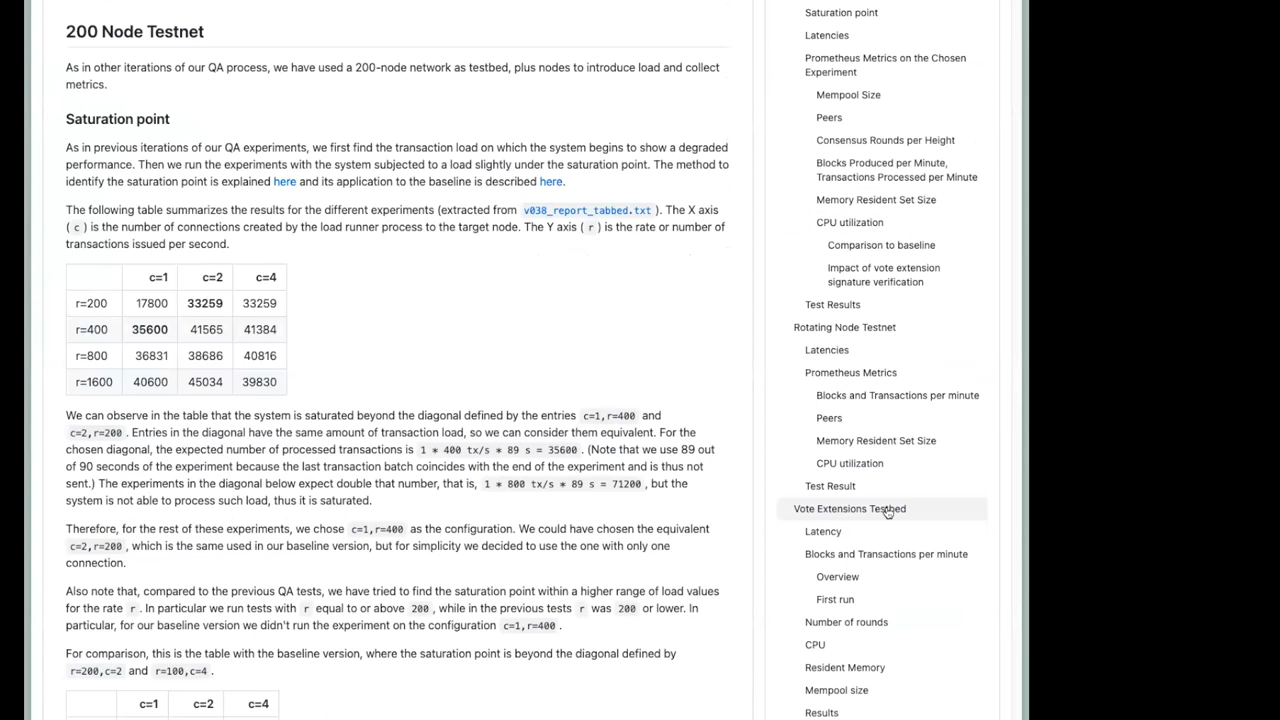 200 Node Testnet
As in other iterations of our QA process, we have used a 200-node network as testbed, plus nodes to introduce load and collect
metrics.
Saturation point
As in previous iterations of our QA experiments, we first find the transaction load on which the system begins to show a degraded
performance. Then we run the experiments with the system subjected to a load slightly under the saturation point. The method to
identify the saturation point is explained here and its application to the baseline is described here.
The following table summarizes the results for the different experiments (extracted from v038_report_tabbed.txt ). The X axis
( c ) is the number of connections created by the load runner process to the target node. The Y axis ( r ) is the rate or number of
transactions issued per second.
c=1 c=2 c=4
r=200 17800 33259 33259
r=400 35600 41565 41384
r=800 36831 38686 40816
r=1600 40600 45034 39830
We can observe in the table that the system is saturated beyond the diagonal defined by the entries c=1,r=400 and
c=2,r=200 . Entries in the diagonal have the same amount of transaction load, so we can consider them equivalent. For the
chosen diagonal, the expected number of processed transactions is 1 * 400 tx/s * 89 s = 35600 . (Note that we use 89 out
of 90 seconds of the experiment because the last transaction batch coincides with the end of the experiment and is thus not
sent.) The experiments in the diagonal below expect double that number, that is, 1 * 800 tx/s * 89 s = 71200 , but the
system is not able to process such load, thus it is saturated.
Therefore, for the rest of these experiments, we chose c=1,r=400 as the configuration. We could have chosen the equivalent
c=2,r=200 , which is the same used in our baseline version, but for simplicity we decided to use the one with only one
connection.
Also note that, compared to the previous QA tests, we have tried to find the saturation point within a higher range of load values
for the rate r . In particular we run tests with r equal to or above 200 , while in the previous tests r was 200 or lower. In
particular, for our baseline version we didn't run the experiment on the configuration c=1,r=400 .
For comparison, this is the table with the baseline version, where the saturation point is beyond the diagonal defined by
r=200,c=2 and r=100,c=4 .
c=1 c=2 c=4
Saturation point
Latencies
Prometheus Metrics on the Chosen
Experiment
Mempool Size
Peers
Consensus Rounds per Height
Blocks Produced per Minute,
Transactions Processed per Minute
Memory Resident Set Size
CPU utilization
Comparison to baseline
Impact of vote extension
signature verification
Test Results
Rotating Node Testnet
Latencies
Prometheus Metrics
Blocks and Transactions per minute
Peers
Memory Resident Set Size
CPU utilization
Test Result
Vote Extensions Testbed
Latency
Blocks and Transactions per minute
Overview
First run
Number of rounds
CPU
Resident Memory
Mempool size
Results